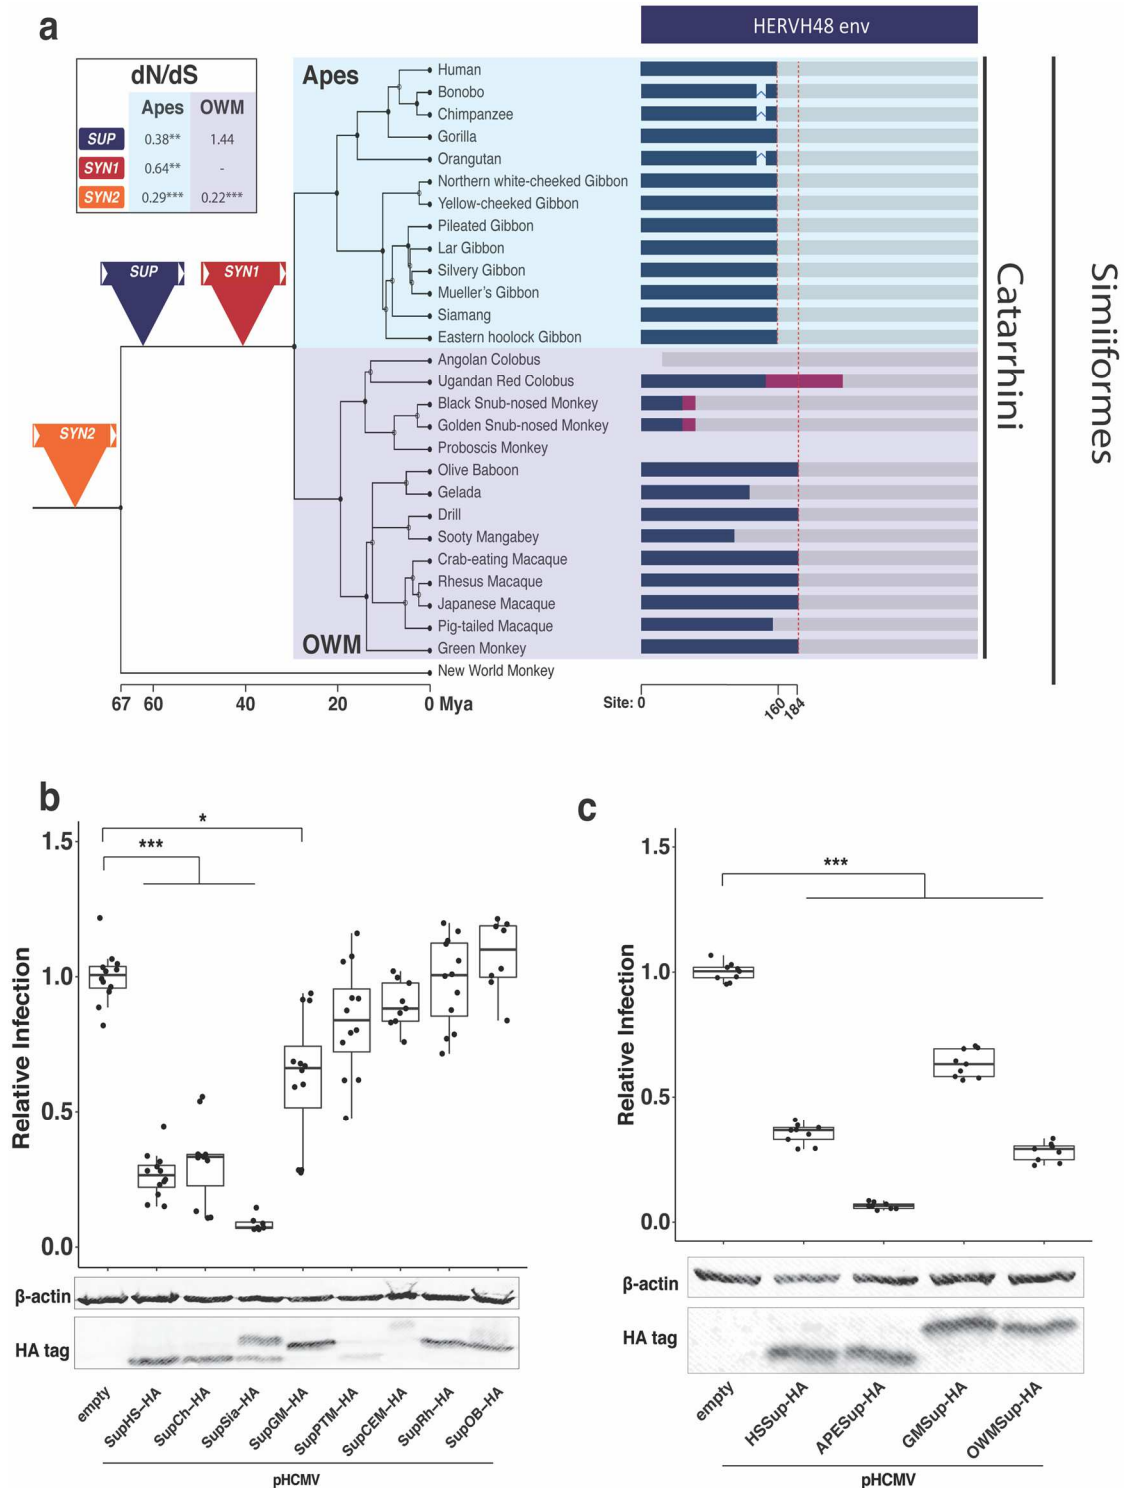 a
HERVH48 env
dN/dS
Apes OWM
SUP 0.38** 1.44
SYN1 0.64** -
SYN2 0.29*** 0.22***
SUP SYN1
SYN2
Apes
Human
Bonobo
Chimpanzee
Gorilla
Orangutan
Northern white-cheeked Gibbon
Yellow-cheeked Gibbon
Pileated Gibbon
Lar Gibbon
Silvery Gibbon
Mueller's Gibbon
Siamang
Eastern hoolock Gibbon
Angolan Colobus
Ugandan Red Colobus
Black Snub-nosed Monkey
Golden Snub-nosed Monkey
Proboscis Monkey
Olive Baboon
Gelada
Drill
Sooty Mangabey
Crab-eating Macaque
Rhesus Macaque
Japanese Macaque
Pig-tailed Macaque
Green Monkey
OWM
New World Monkey
Catarrhini
Simiiformes
67 60 40 20 0 Mya
Site: 0 160 184
b
*
***
1.5
1.0
0.5
0.0
Relative Infection
β-actin
HA tag
empty
SupHS–HA
SupCh–HA
SupSia–HA
SupGM–HA
SupPTM–HA
SupCEM–HA
SupRh–HA
SupOB–HA
pHCMV
c
***
1.5
1.0
0.5
0.0
Relative Infection
β-actin
HA tag
empty
HSSup-HA
APESup-HA
GMSup-HA
OWMSup-HA
pHCMV